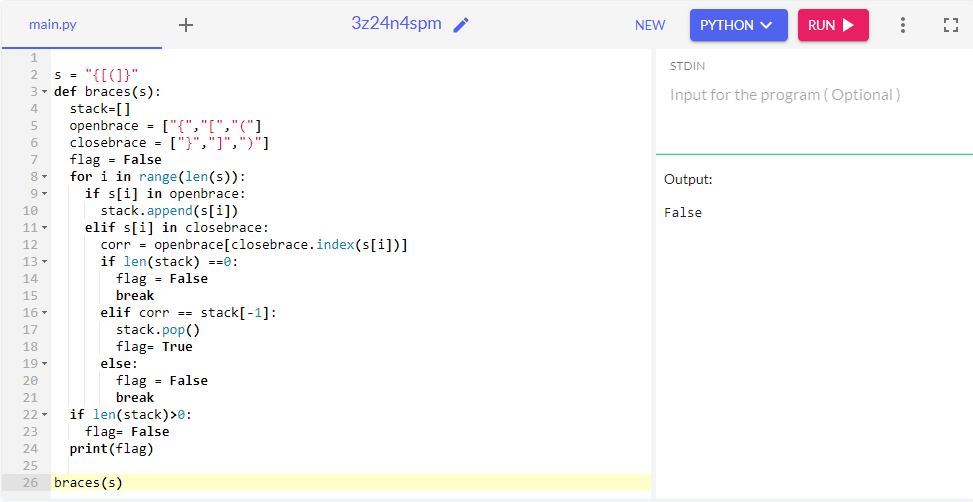 main.py + 3z24n4spm NEW PYTHON RUN
1
2 s = "{[(]}"
3 def braces(s):
4 stack=[]
5 openbrace = ["{","[","("]
6 closebrace = ["}","]",")"]
7 flag = False
8 for i in range(len(s)):
9 if s[i] in openbrace:
10 stack.append(s[i])
11 elif s[i] in closebrace:
12 corr = openbrace[closebrace.index(s[i])]
13 if len(stack) ==0:
14 flag = False
15 break
16 elif corr == stack[-1]:
17 stack.pop()
18 flag= True
19 else:
20 flag = False
21 break
22 if len(stack)>0:
23 flag= False
24 print(flag)
25
26 braces(s)
STDIN
Input for the program ( Optional )
Output:
False